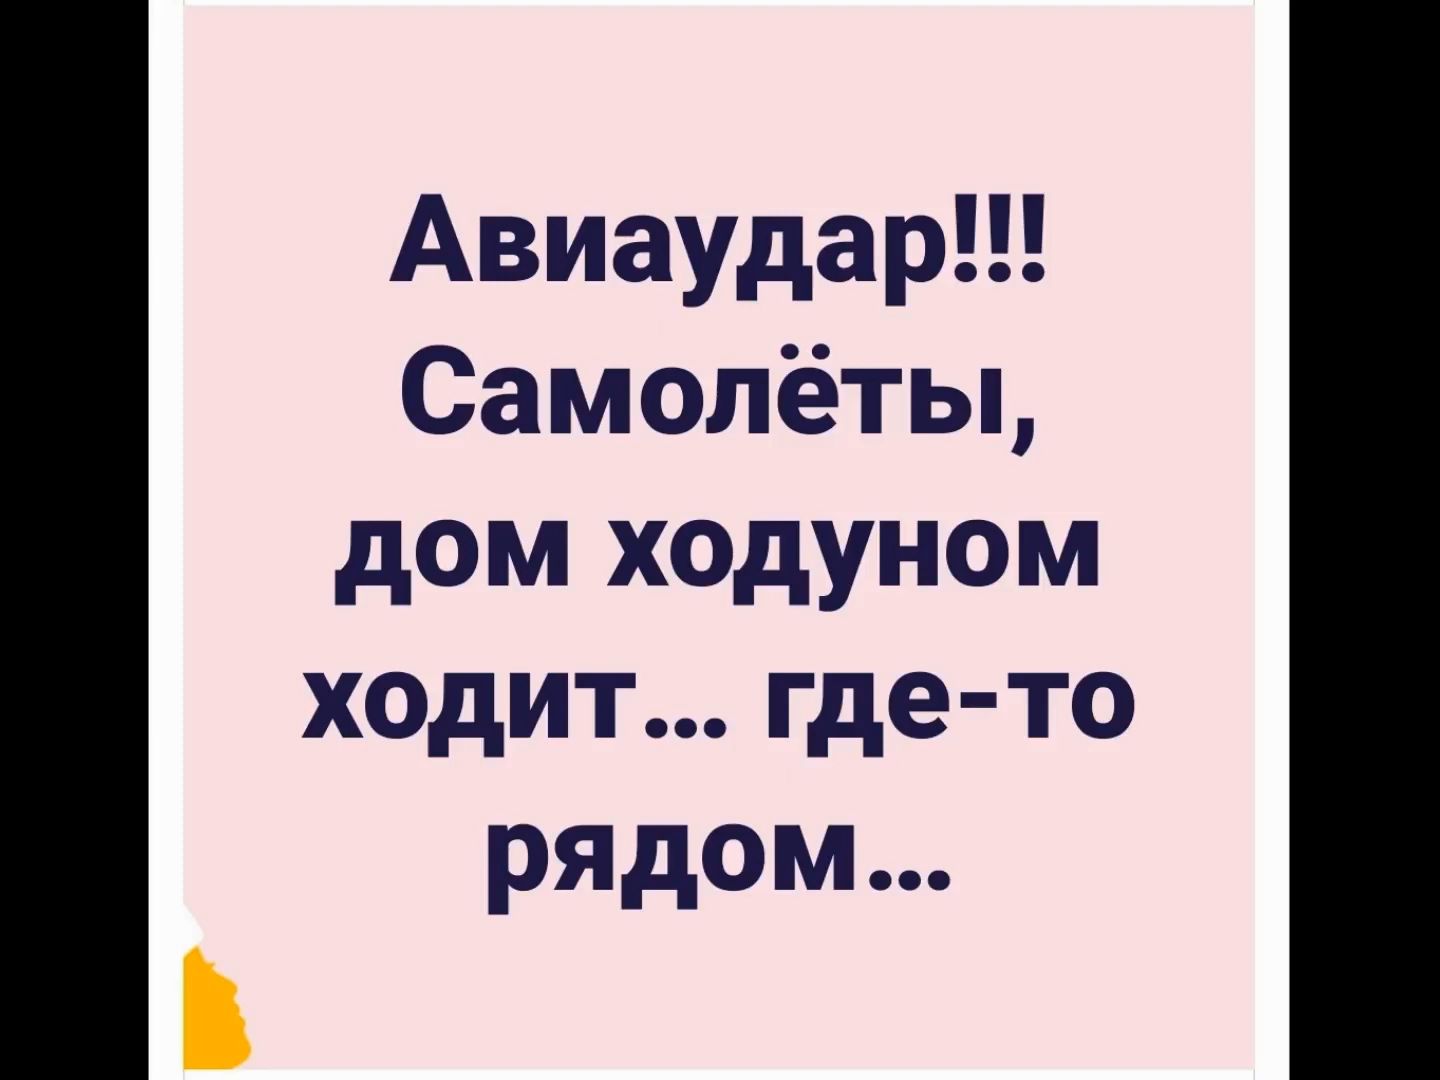 Авиаудар!!!
Самолёты,
дом ходуном
ходит... где-то
рядом...